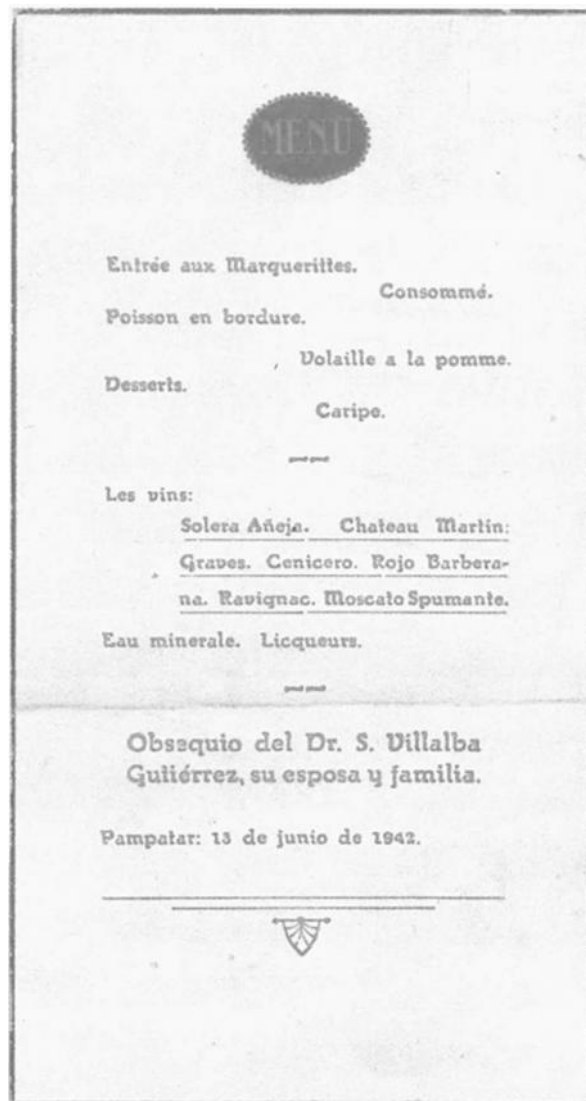 MENU
Entrée aux Marquerittes.
Consommé.
Poisson en bordure.
Volaille a la pomme.
Desserts.
Caripe.
Les vins:
Solera Añeja. Chateau Martin:
Graves. Cenicero. Rojo Barbera-
na. Ravignac. Moscato Spumante.
Eau minerale. Licqueurs.
Obsequio del Dr. S. Villalba
Gutiérrez, su esposa y familia.
Pampatar: 13 de junio de 1942.